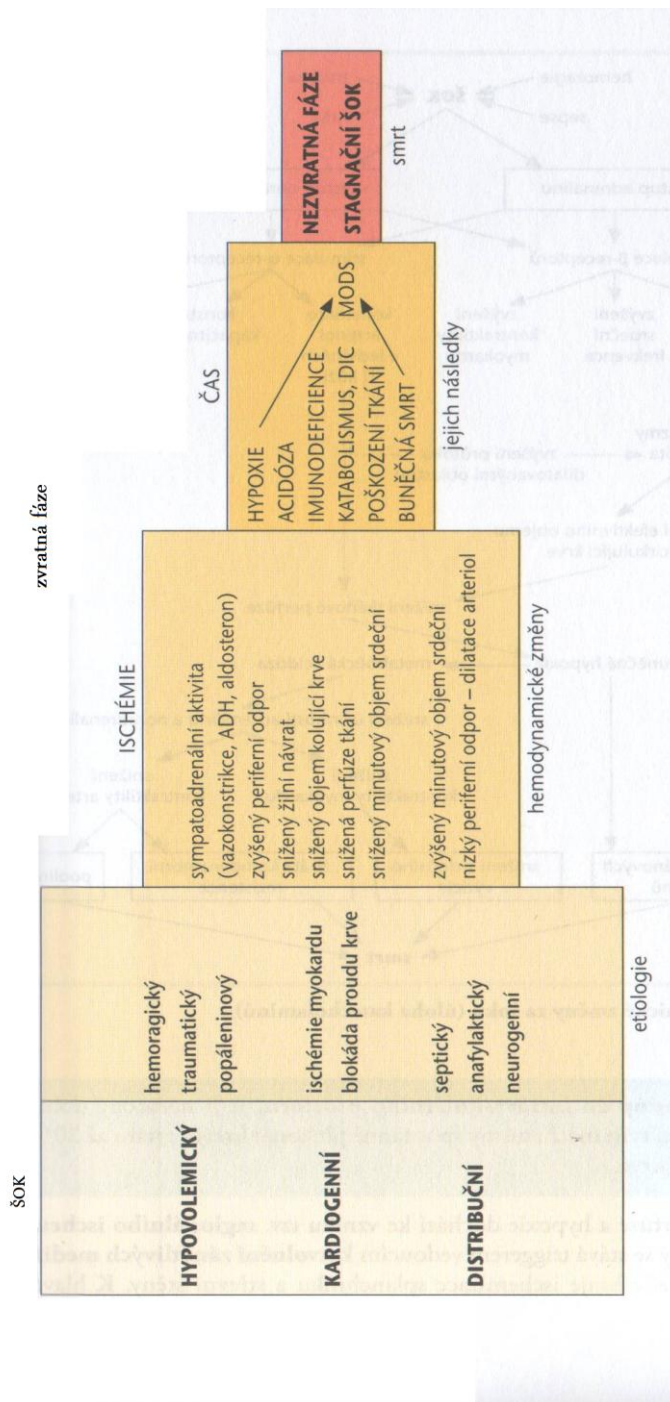 zvratná fáze
ŠOK
ISCHÉMIE
ČAS
HYPOVOLEMICKÝ
hemoragický
traumatický
popáleninový
KARDIOGENNÍ
ischémie myokardu
blokáda proudu krve
DISTRIBUČNÍ
septický
anafylaktický
neurogenní
etiologie
sympatoadrenální aktivita
(vazokonstrikce, ADH, aldosteron)
zvýšený periferní odpor
snížený žilní návrat
snížený objem kolující krve
snížená perfúze tkání
snížený minutový objem srdeční
zvýšený minutový objem srdeční
nízký periferní odpor – dilatace arteriol
hemodynamické změny
HYPOXIE
ACIDÓZA
IMUNODEFICIENCE
KATABOLISMUS, DIC
POŠKOZENÍ TKÁNÍ
BUNĚČNÁ SMRT
MODS
jejich následky
NEZVRATNÁ FÁZE
STAGNAČNÍ ŠOK
smrt